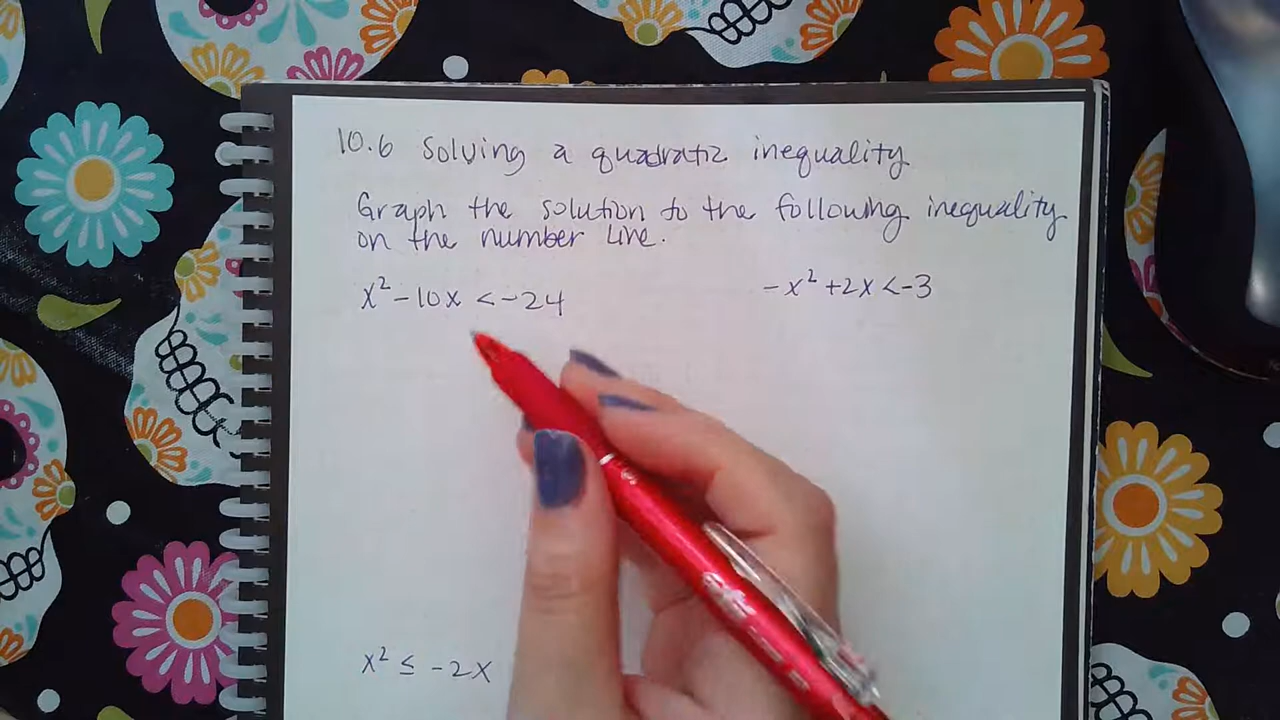 10.6 Solving a quadratic inequality
Graph the solution to the following inequality
on the number line.
x² - 10x < -24
-x² + 2x < -3
x² ≤ -2x